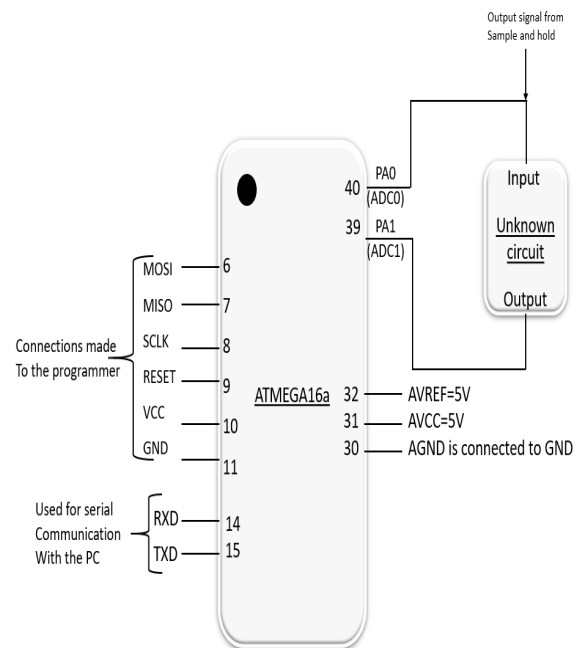 Output signal from
Sample and hold
40
PA0
(ADC0)
39
PA1
(ADC1)
Input
Unknown
circuit
Output
Connections made
To the programmer
MOSI
6
MISO
7
SCLK
8
RESET
9
VCC
10
GND
11
ATMEGA16a
32
AVREF=5V
31
AVCC=5V
30
AGND is connected to GND
Used for serial
Communication
With the PC
RXD
14
TXD
15